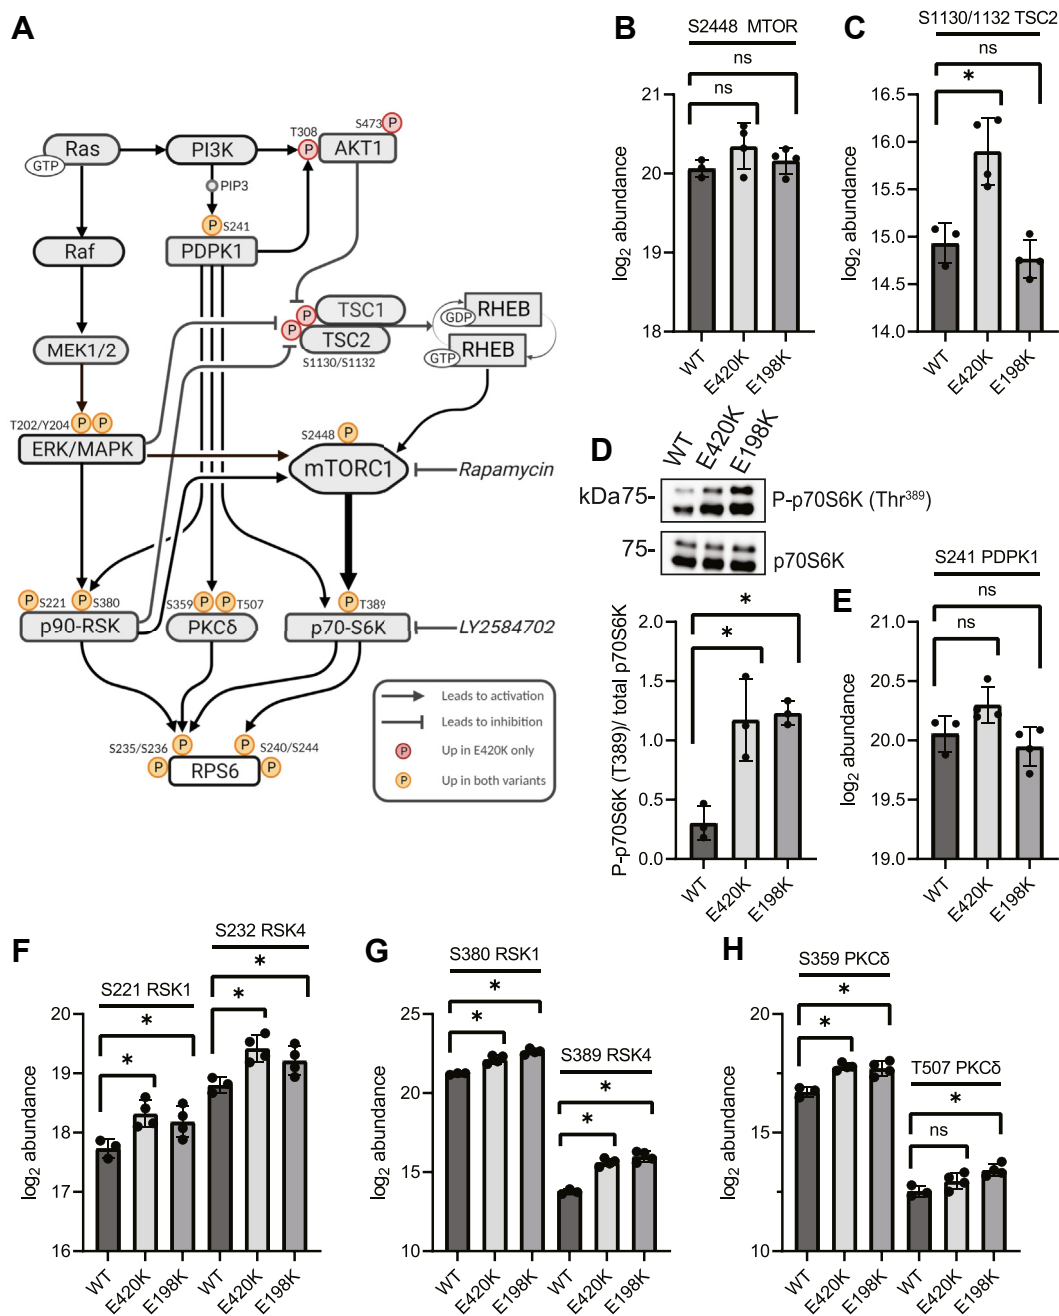 A
Ras
GTP
PI3K
T308
P
S473
P
AKT1
PIP3
P
S241
Raf
PDPK1
MEK1/2
P
P
TSC1
TSC2
S1130/S1132
RHEB
GDP
RHEB
GTP
T202/Y204
P
P
ERK/MAPK
S2448
P
mTORC1
Rapamycin
P
S221
P
S380
p90-RSK
S359
P
P
T507
PKCδ
P
T389
p70-S6K
LY2584702
S235/S236
P
P
P
S240/S244
P
RPS6
Leads to activation
Leads to inhibition
P
Up in E420K only
P
Up in both variants
B
S2448 MTOR
ns
ns
log2 abundance
21
20
19
18
WT
E420K
E198K
C
S1130/1132 TSC2
ns
*
log2 abundance
16.5
16.0
15.5
15.0
14.5
14.0
WT
E420K
E198K
D
WT
E420K
E198K
kDa75-
P-p70S6K (Thr389)
75-
p70S6K
*
*
P-p70S6K (T389)/ total p70S6K
2.0
1.5
1.0
0.5
0.0
WT
E420K
E198K
E
S241 PDPK1
ns
ns
log2 abundance
21.0
20.5
20.0
19.5
19.0
WT
E420K
E198K
F
S232 RSK4
*
*
S221 RSK1
*
*
log2 abundance
20
19
18
17
16
WT
E420K
E198K
WT
E420K
E198K
G
S380 RSK1
*
*
S389 RSK4
*
*
log2 abundance
25
20
15
10
WT
E420K
E198K
WT
E420K
E198K
H
S359 PKCδ
*
*
T507 PKCδ
*
ns
log2 abundance
20
15
10
WT
E420K
E198K
WT
E420K
E198K